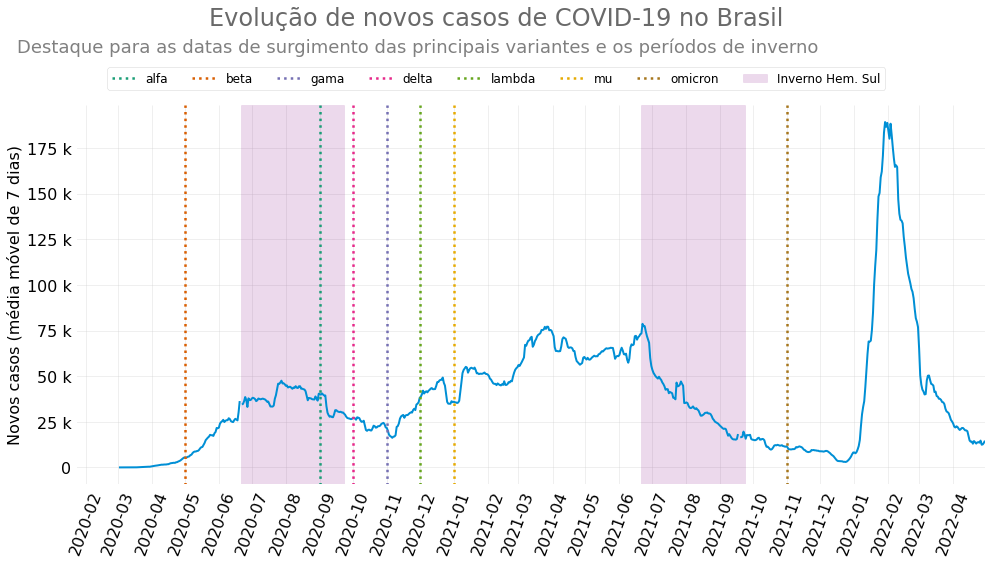 Evolução de novos casos de COVID-19 no Brasil
Destaque para as datas de surgimento das principais variantes e os períodos de inverno
alfa beta gama delta lambda mu omicron Inverno Hem. Sul
Novos casos (média móvel de 7 dias)
175 k
150 k
125 k
100 k
75 k
50 k
25 k
0
2020-02 2020-03 2020-04 2020-05 2020-06 2020-07 2020-08 2020-09 2020-10 2020-11 2020-12 2021-01 2021-02 2021-03 2021-04 2021-05 2021-06 2021-07 2021-08 2021-09 2021-10 2021-11 2021-12 2022-01 2022-02 2022-03 2022-04